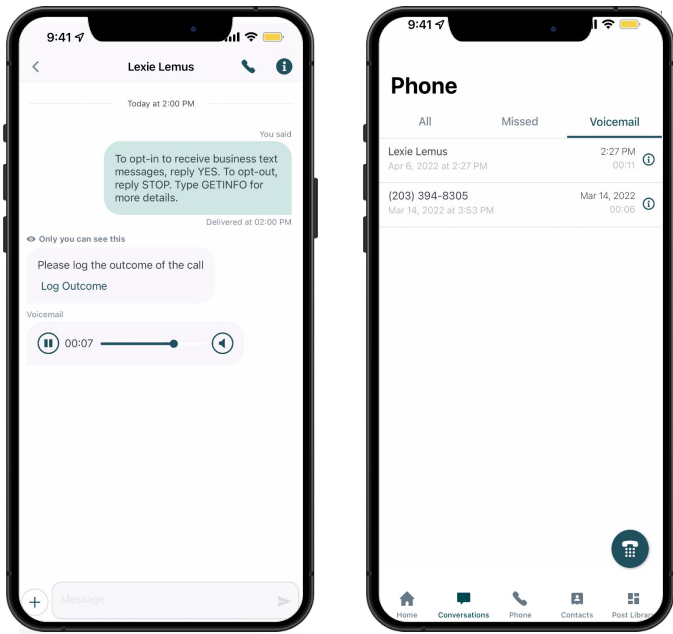 9:41
Lexie Lemus
Today at 2:00 PM
You said
To opt-in to receive business text
messages, reply YES. To opt-out,
reply STOP. Type GETINFO for
more details.
Delivered at 02:00 PM
Only you can see this
Please log the outcome of the call
Log Outcome
Voicemail
00:07
Message
9:41
1
Phone
All Missed Voicemail
Lexie Lemus 2:27 PM
Apr 6, 2022 at 2:27 PM 00:11
(203) 394-8305 Mar 14, 2022
Mar 14, 2022 at 3:53 PM 00:06
Home Conversations Phone Contacts Post Library